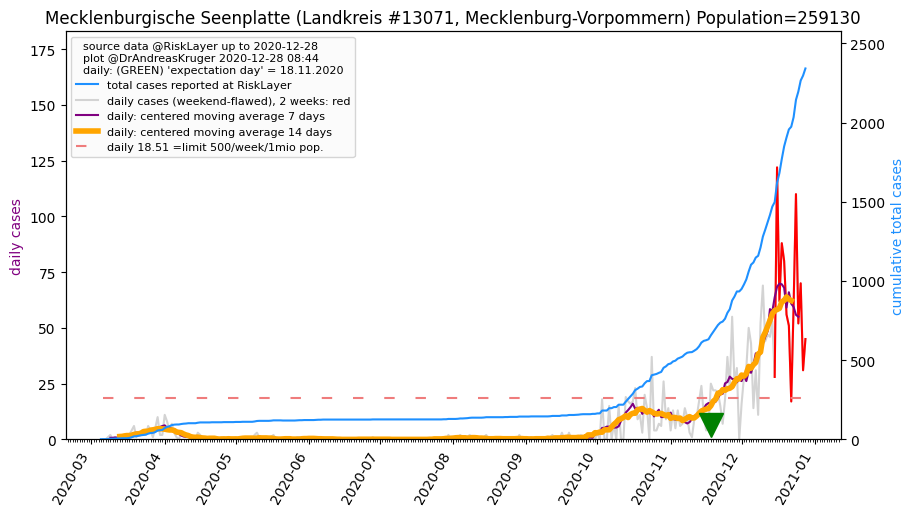 Mecklenburgische Seenplatte (Landkreis #13071, Mecklenburg-Vorpommern) Population=259130
source data @RiskLayer up to 2020-12-28
plot @DrAndreasKruger 2020-12-28 08:44
daily: (GREEN) 'expectation day' = 18.11.2020
total cases reported at RiskLayer
daily cases (weekend-flawed), 2 weeks: red
daily: centered moving average 7 days
daily: centered moving average 14 days
daily 18.51 =limit 500/week/1mio pop.
daily cases
175
150
125
100
75
50
25
0
cumulative total cases
2500
2000
1500
1000
500
0
2020-03
2020-04
2020-05
2020-06
2020-07
2020-08
2020-09
2020-10
2020-11
2020-12
2021-01